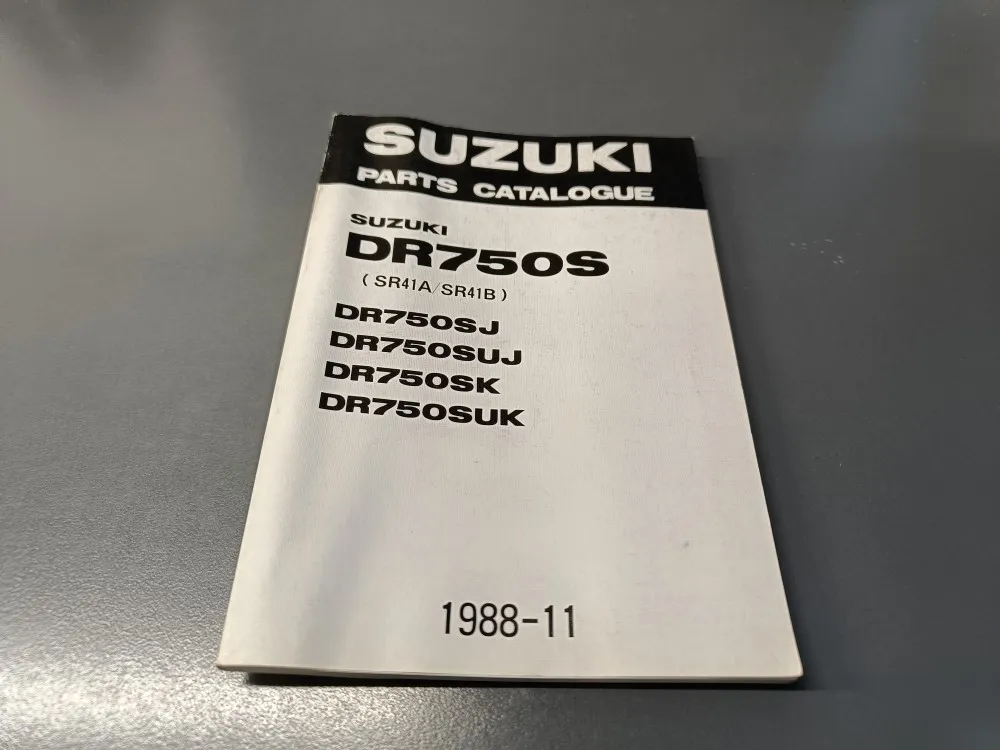 SUZUKI
PARTS CATALOGUE
SUZUKI
DR750S
(SR41A/SR41B)
DR750SJ
DR750SUJ
DR750SK
DR750SUK
1988-11